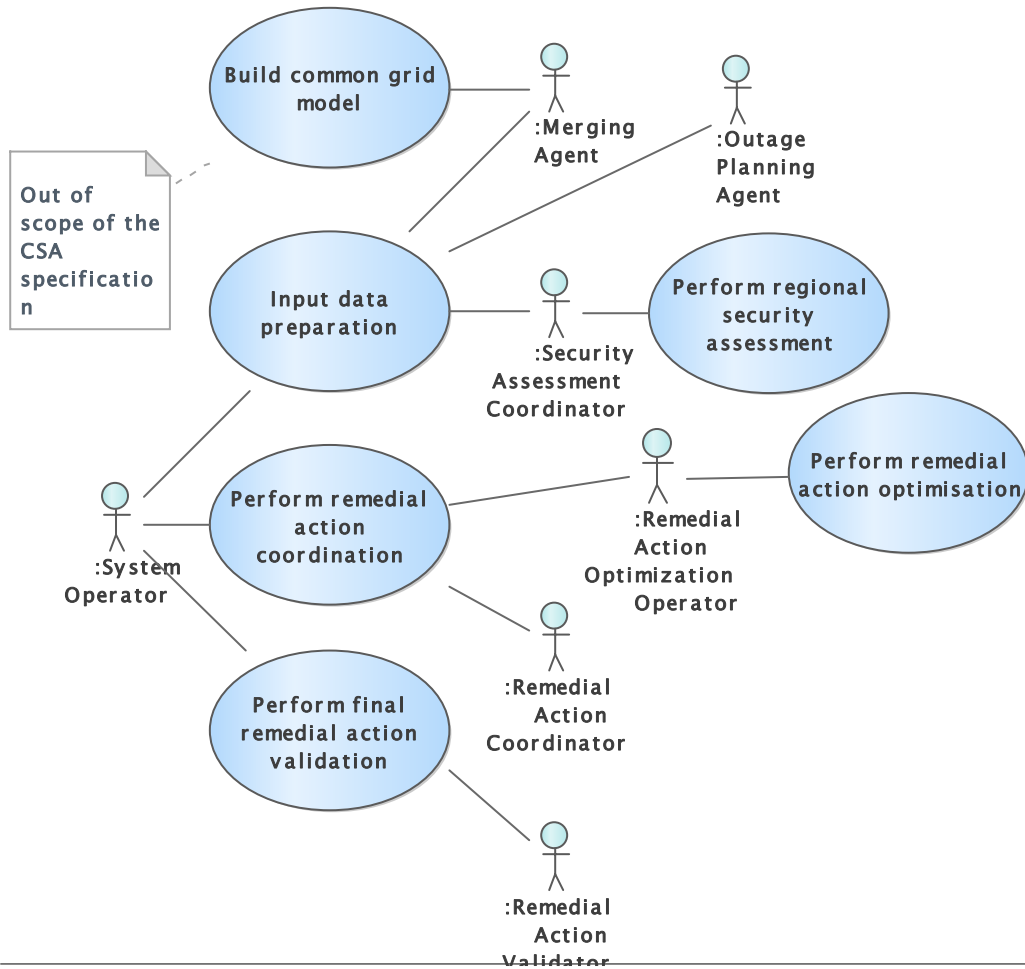 Build common grid
model
:Merging
Agent
:Outage
Planning
Agent
Out of
scope of the
CSA
specificatio
n
Input data
preparation
:Security
Assessment
Coordinator
Perform regional
security
assessment
Perform remedial
action optimisation
Perform remedial
action
coordination
:System
Operator
:Remedial
Action
Optimization
Operator
:Remedial
Action
Coordinator
Perform final
remedial action
validation
:Remedial
Action
Validator